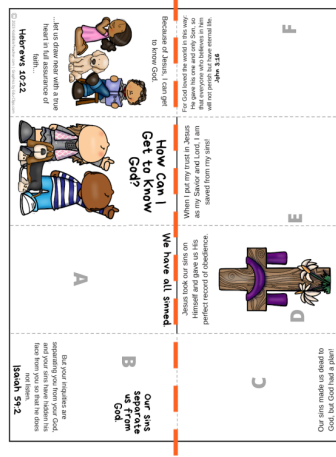 Because of Jesus, I can get
to know God.
...let us draw near with a true
heart in full assurance of
faith...
Hebrews 10:22
How Can I
Get to Know
God?
We have all sinned.
A
Our sins
separate
us from
God.
B
But your iniquities are
separating you from your God,
and your sins have hidden his
face from you so that he does
not listen.
Isaiah 59:2
F
For God loved the world in this way:
He gave his one and only Son, so
that everyone who believes in him
will not perish but have eternal life.
John 3:16
E
When I put my trust in Jesus
as my Savior and Lord, I am
saved from my sins!
D
Jesus took our sins on
Himself and gave us His
perfect record of obedience.
C
Our sins made us dead to
God, but God had a plan!